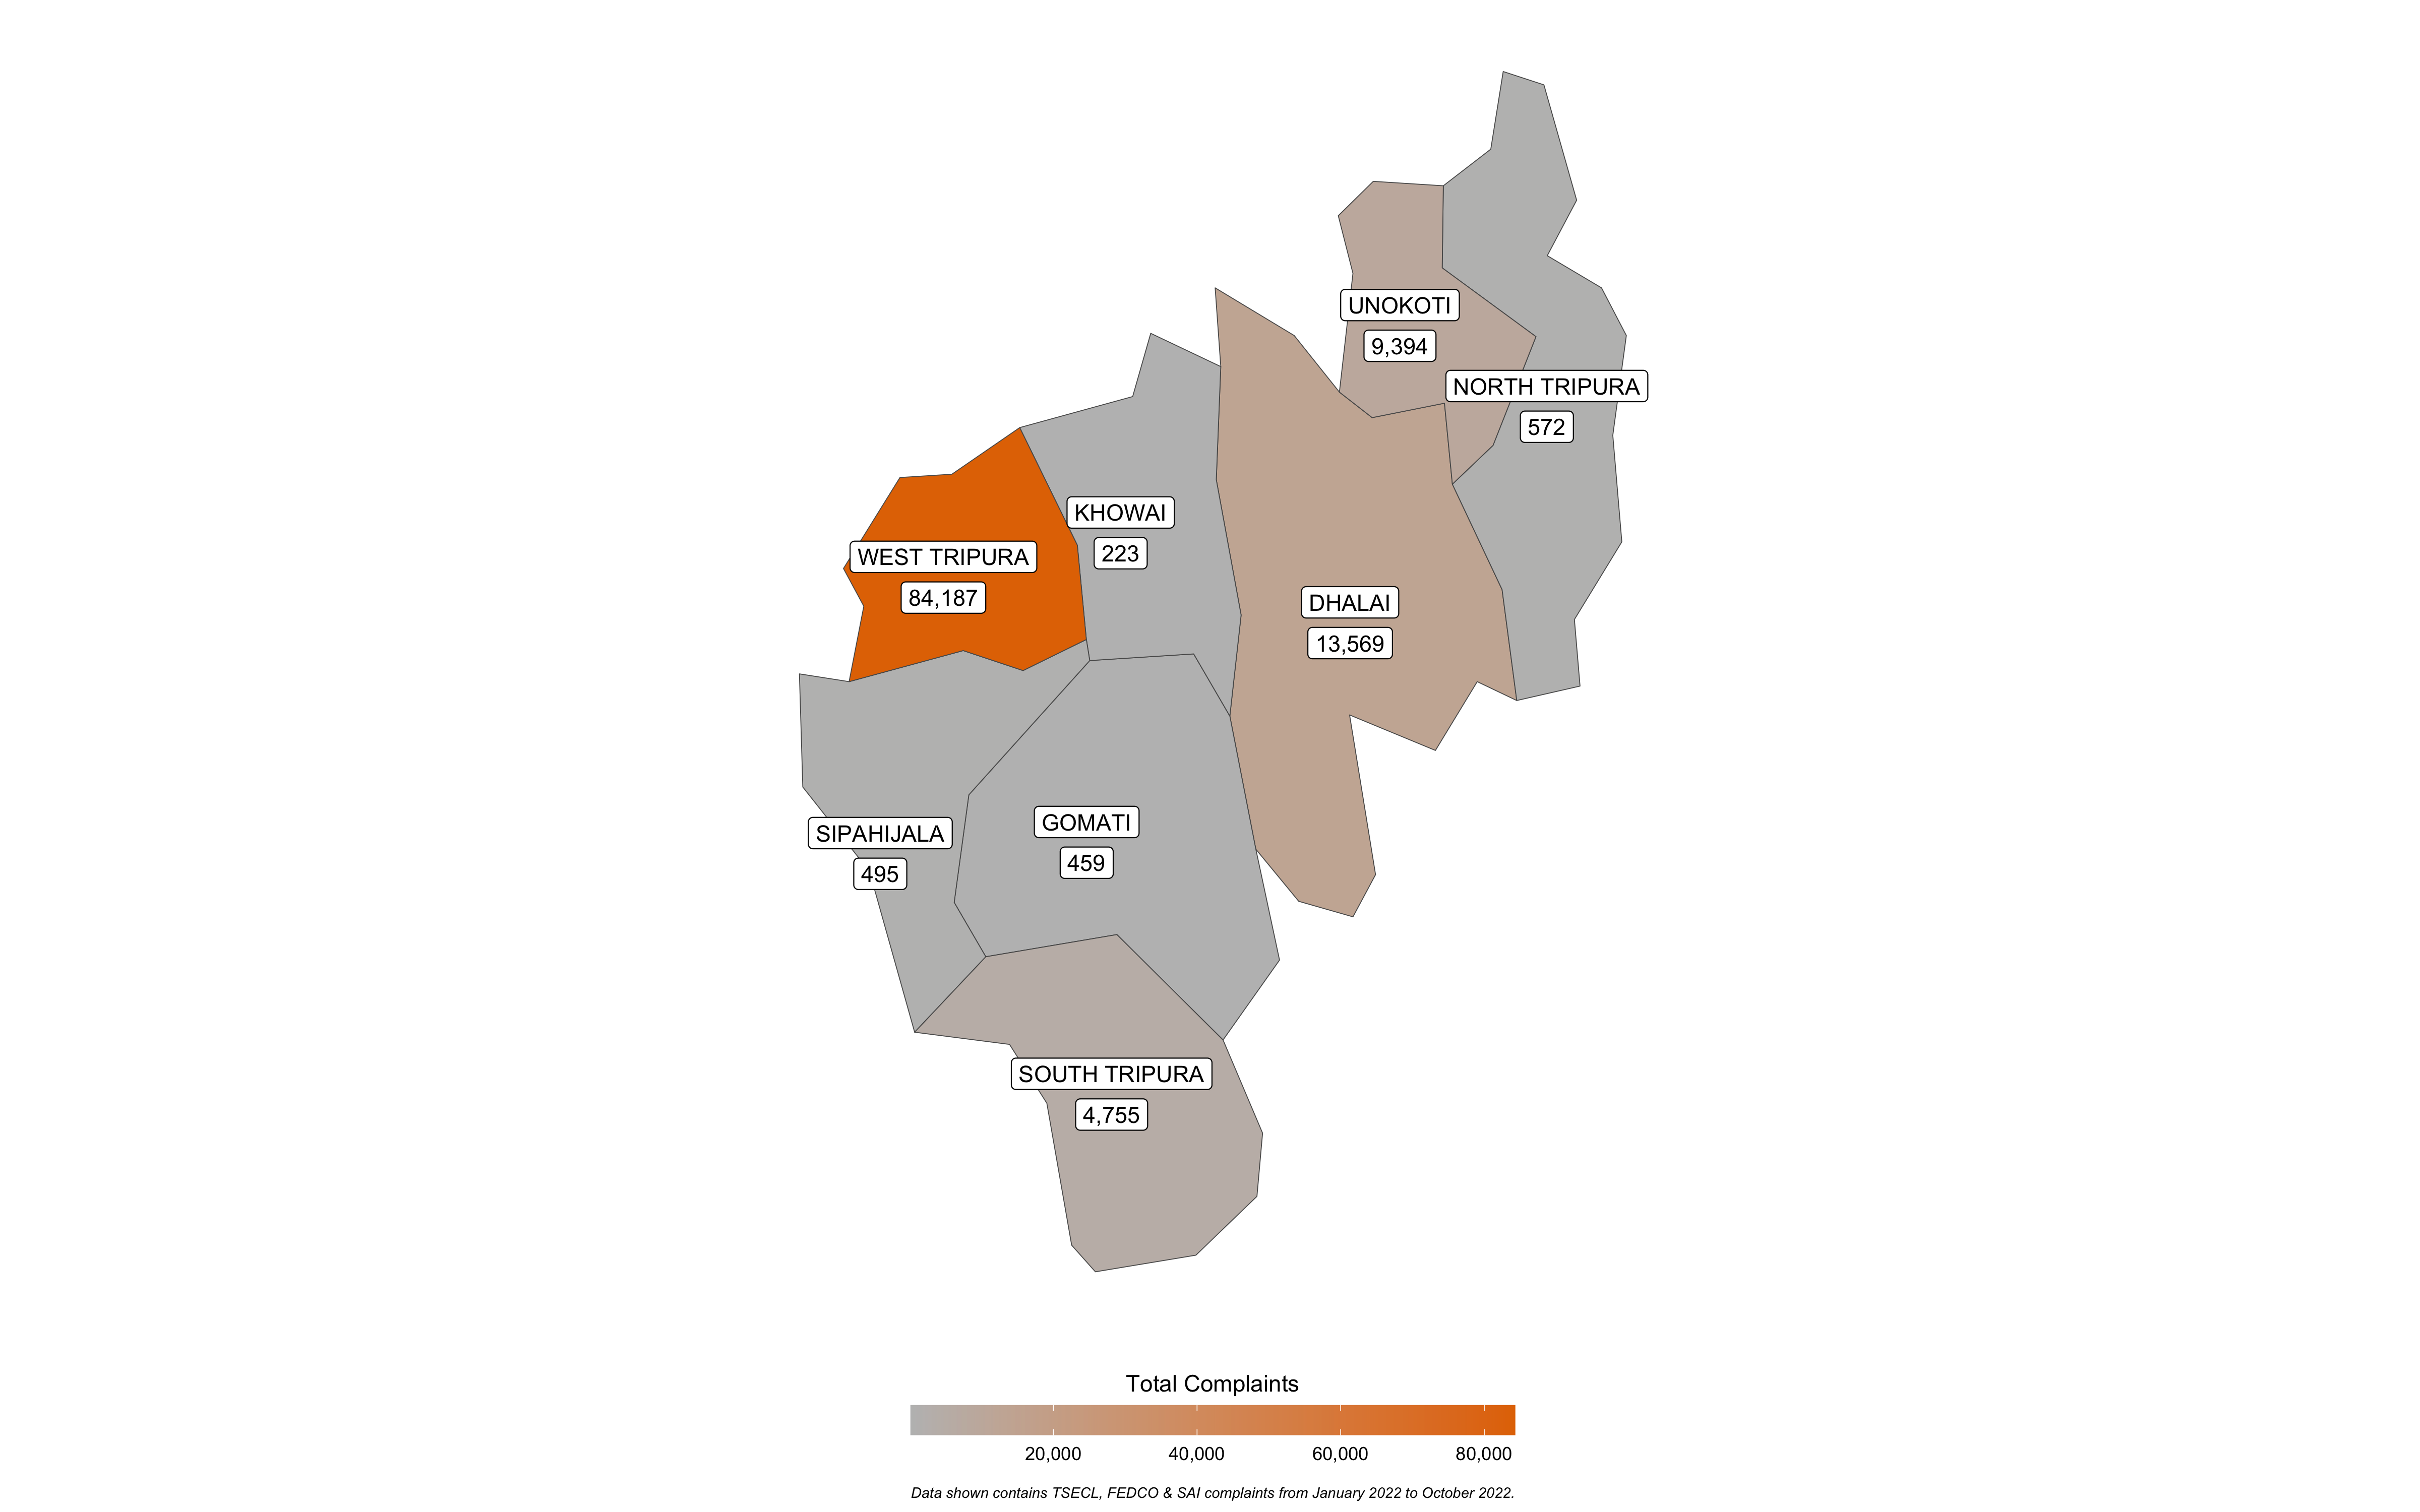 UNOKOTI
9,394
NORTH TRIPURA
572
KHOWAI
223
WEST TRIPURA
84,187
DHALAI
13,569
SIPAHIJALA
495
GOMATI
459
SOUTH TRIPURA
4,755
Total Complaints
20,000 40,000 60,000 80,000
Data shown contains TSECL, FEDCO & SAI complaints from January 2022 to October 2022.